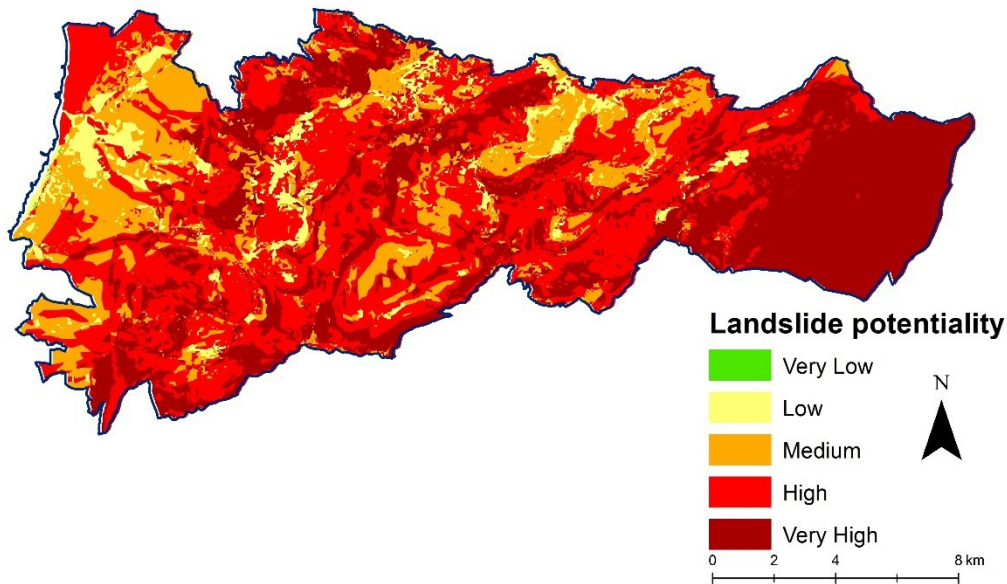 Landslide potentiality
Very Low
Low
Medium
High
Very High
N
0 2 4 8 km